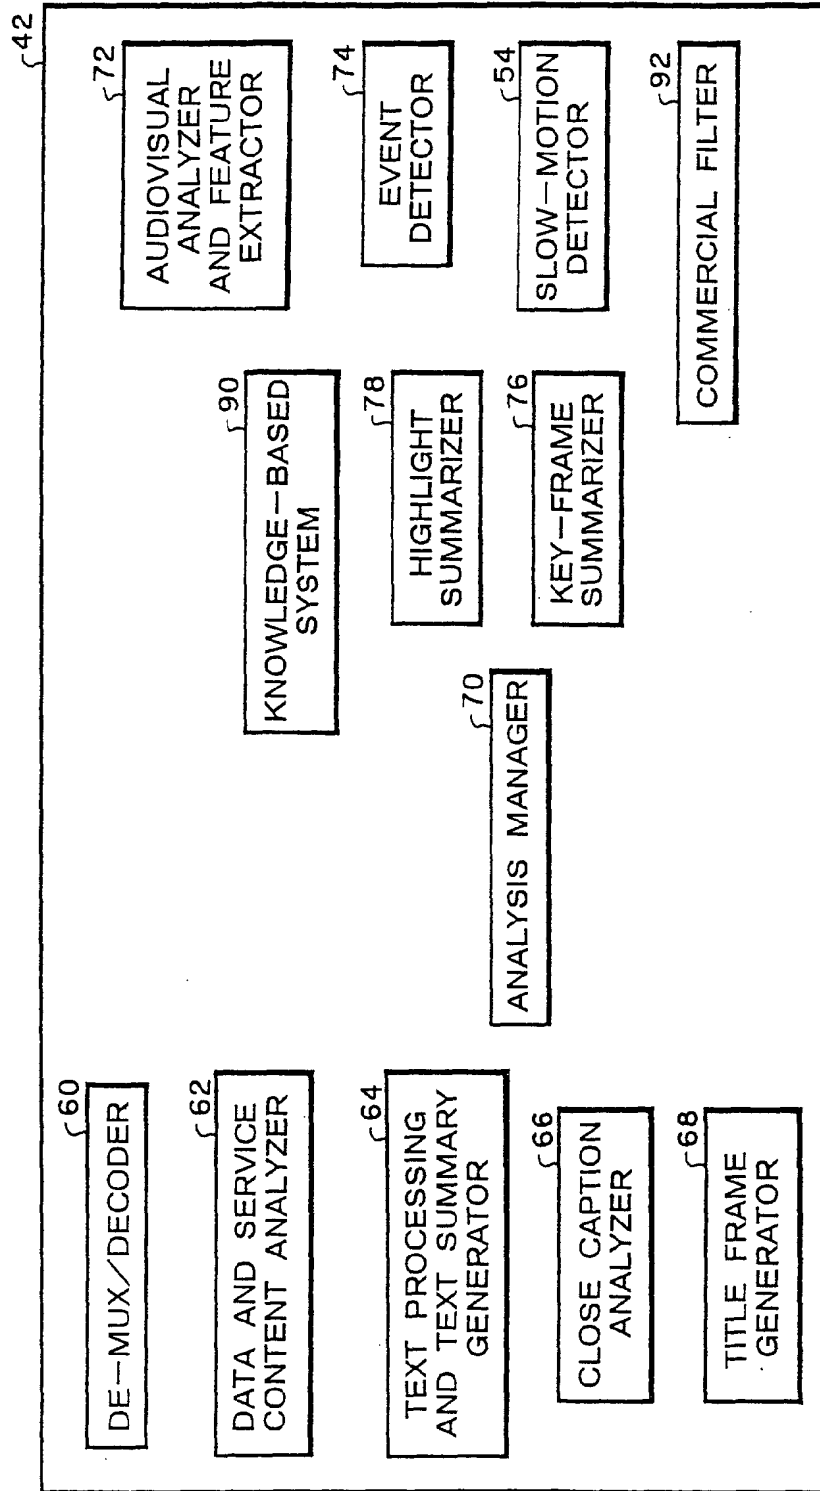 42
60
DE-MUX/DECODER
62
DATA AND SERVICE
CONTENT ANALYZER
64
TEXT PROCESSING
AND TEXT SUMMARY
GENERATOR
66
CLOSE CAPTION
ANALYZER
68
TITLE FRAME
GENERATOR
70
ANALYSIS MANAGER
90
KNOWLEDGE-BASED
SYSTEM
78
HIGHLIGHT
SUMMARIZER
76
KEY-FRAME
SUMMARIZER
72
AUDIOVISUAL
ANALYZER
AND FEATURE
EXTRACTOR
74
EVENT
DETECTOR
54
SLOW-MOTION
DETECTOR
92
COMMERCIAL FILTER